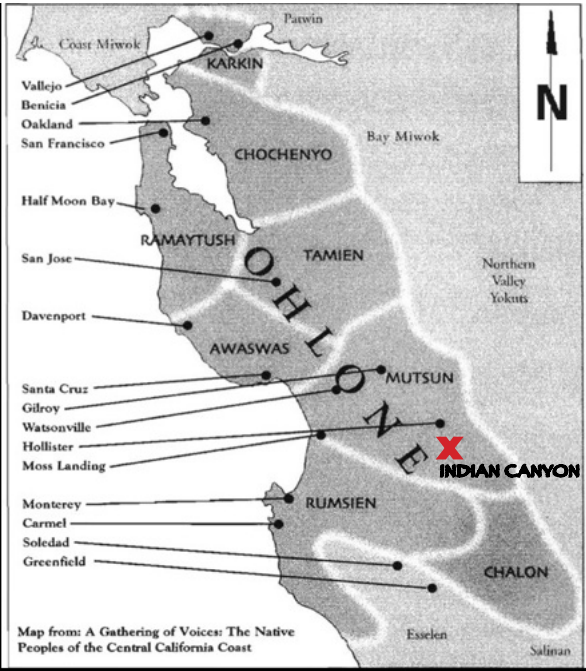 Patwin
Coast Miwok
KARKIN
Vallejo
Benicia
Oakland
San Francisco
Bay Miwok
CHOCHENYO
N
Half Moon Bay
RAMAYTUSH
TAMIEN
San Jose
OHLONE
Northern
Valley
Yokuts
Davenport
AWASWAS
MUTSUN
Santa Cruz
Gilroy
Watsonville
Hollister
Moss Landing
X
INDIAN CANYON
Monterey
RUMSIEN
Carmel
Soledad
Greenfield
CHALON
Esselen
Salinan
Map from: A Gathering of Voices: The Native
Peoples of the Central California Coast